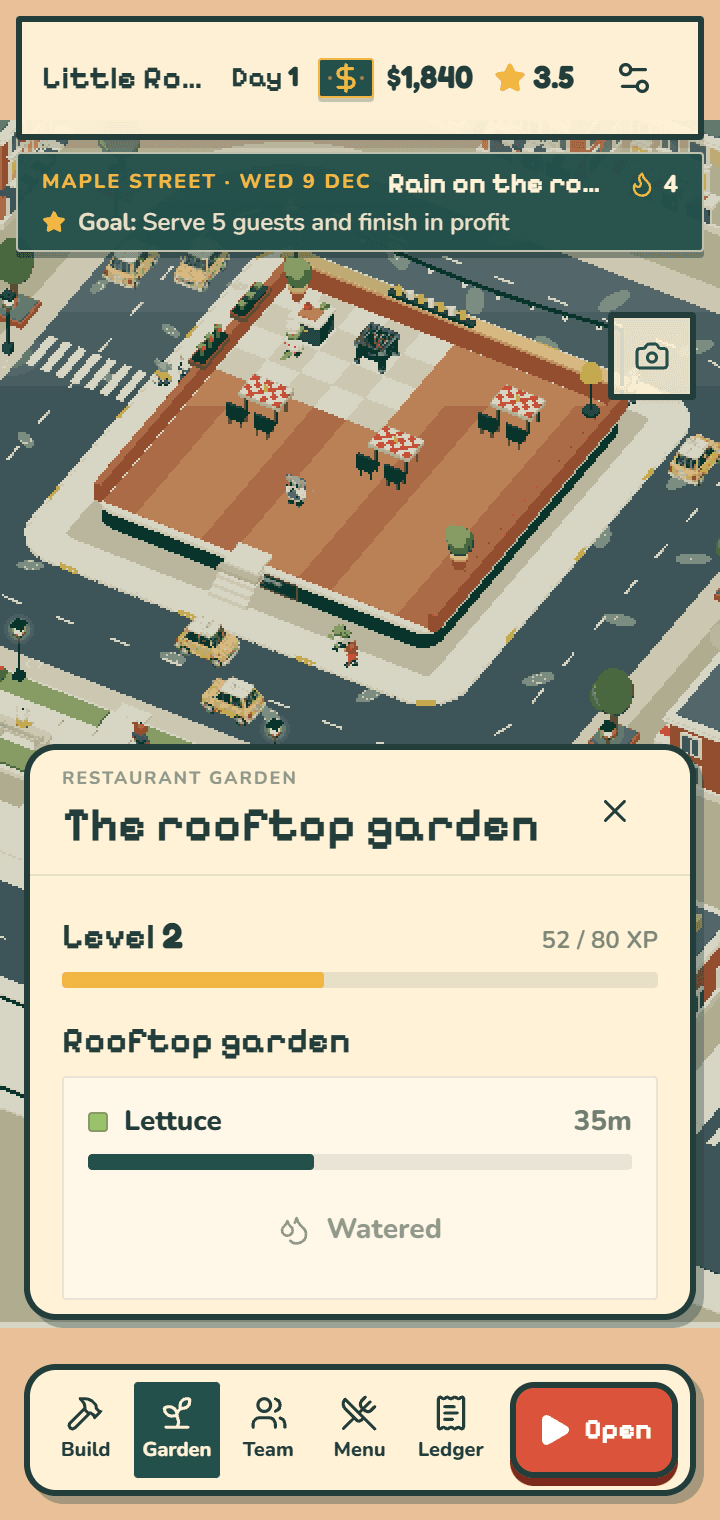 Little Ro... Day 1 $ $1,840 3.5
MAPLE STREET · WED 9 DEC Rain on the ro... 4
Goal: Serve 5 guests and finish in profit
RESTAURANT GARDEN
The rooftop garden
Level 2 52 / 80 XP
Rooftop garden
Lettuce 35m
Watered
Build Garden Team Menu Ledger Open